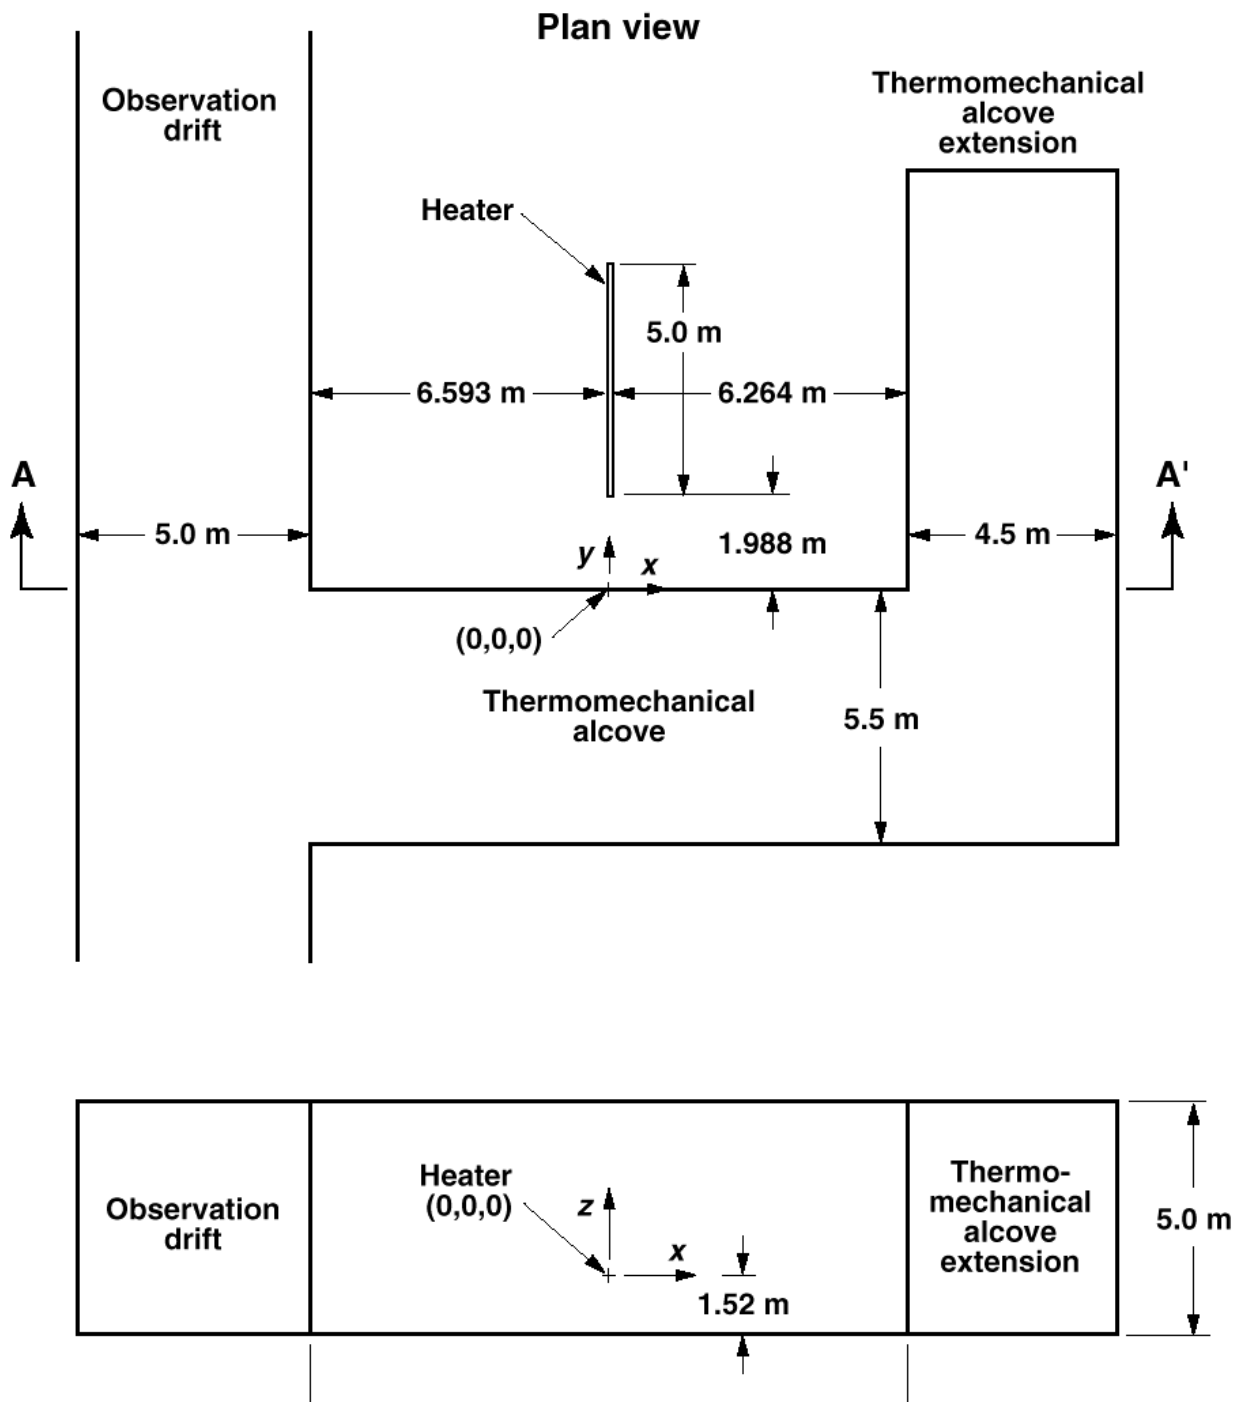 Plan view
Observation
drift
Thermomechanical
alcove
extension
Heater
5.0 m
6.593 m
6.264 m
A
A'
5.0 m
1.988 m
4.5 m
y
x
(0,0,0)
Thermomechanical
alcove
5.5 m
Observation
drift
Heater
(0,0,0)
z
x
1.52 m
Thermo-
mechanical
alcove
extension
5.0 m